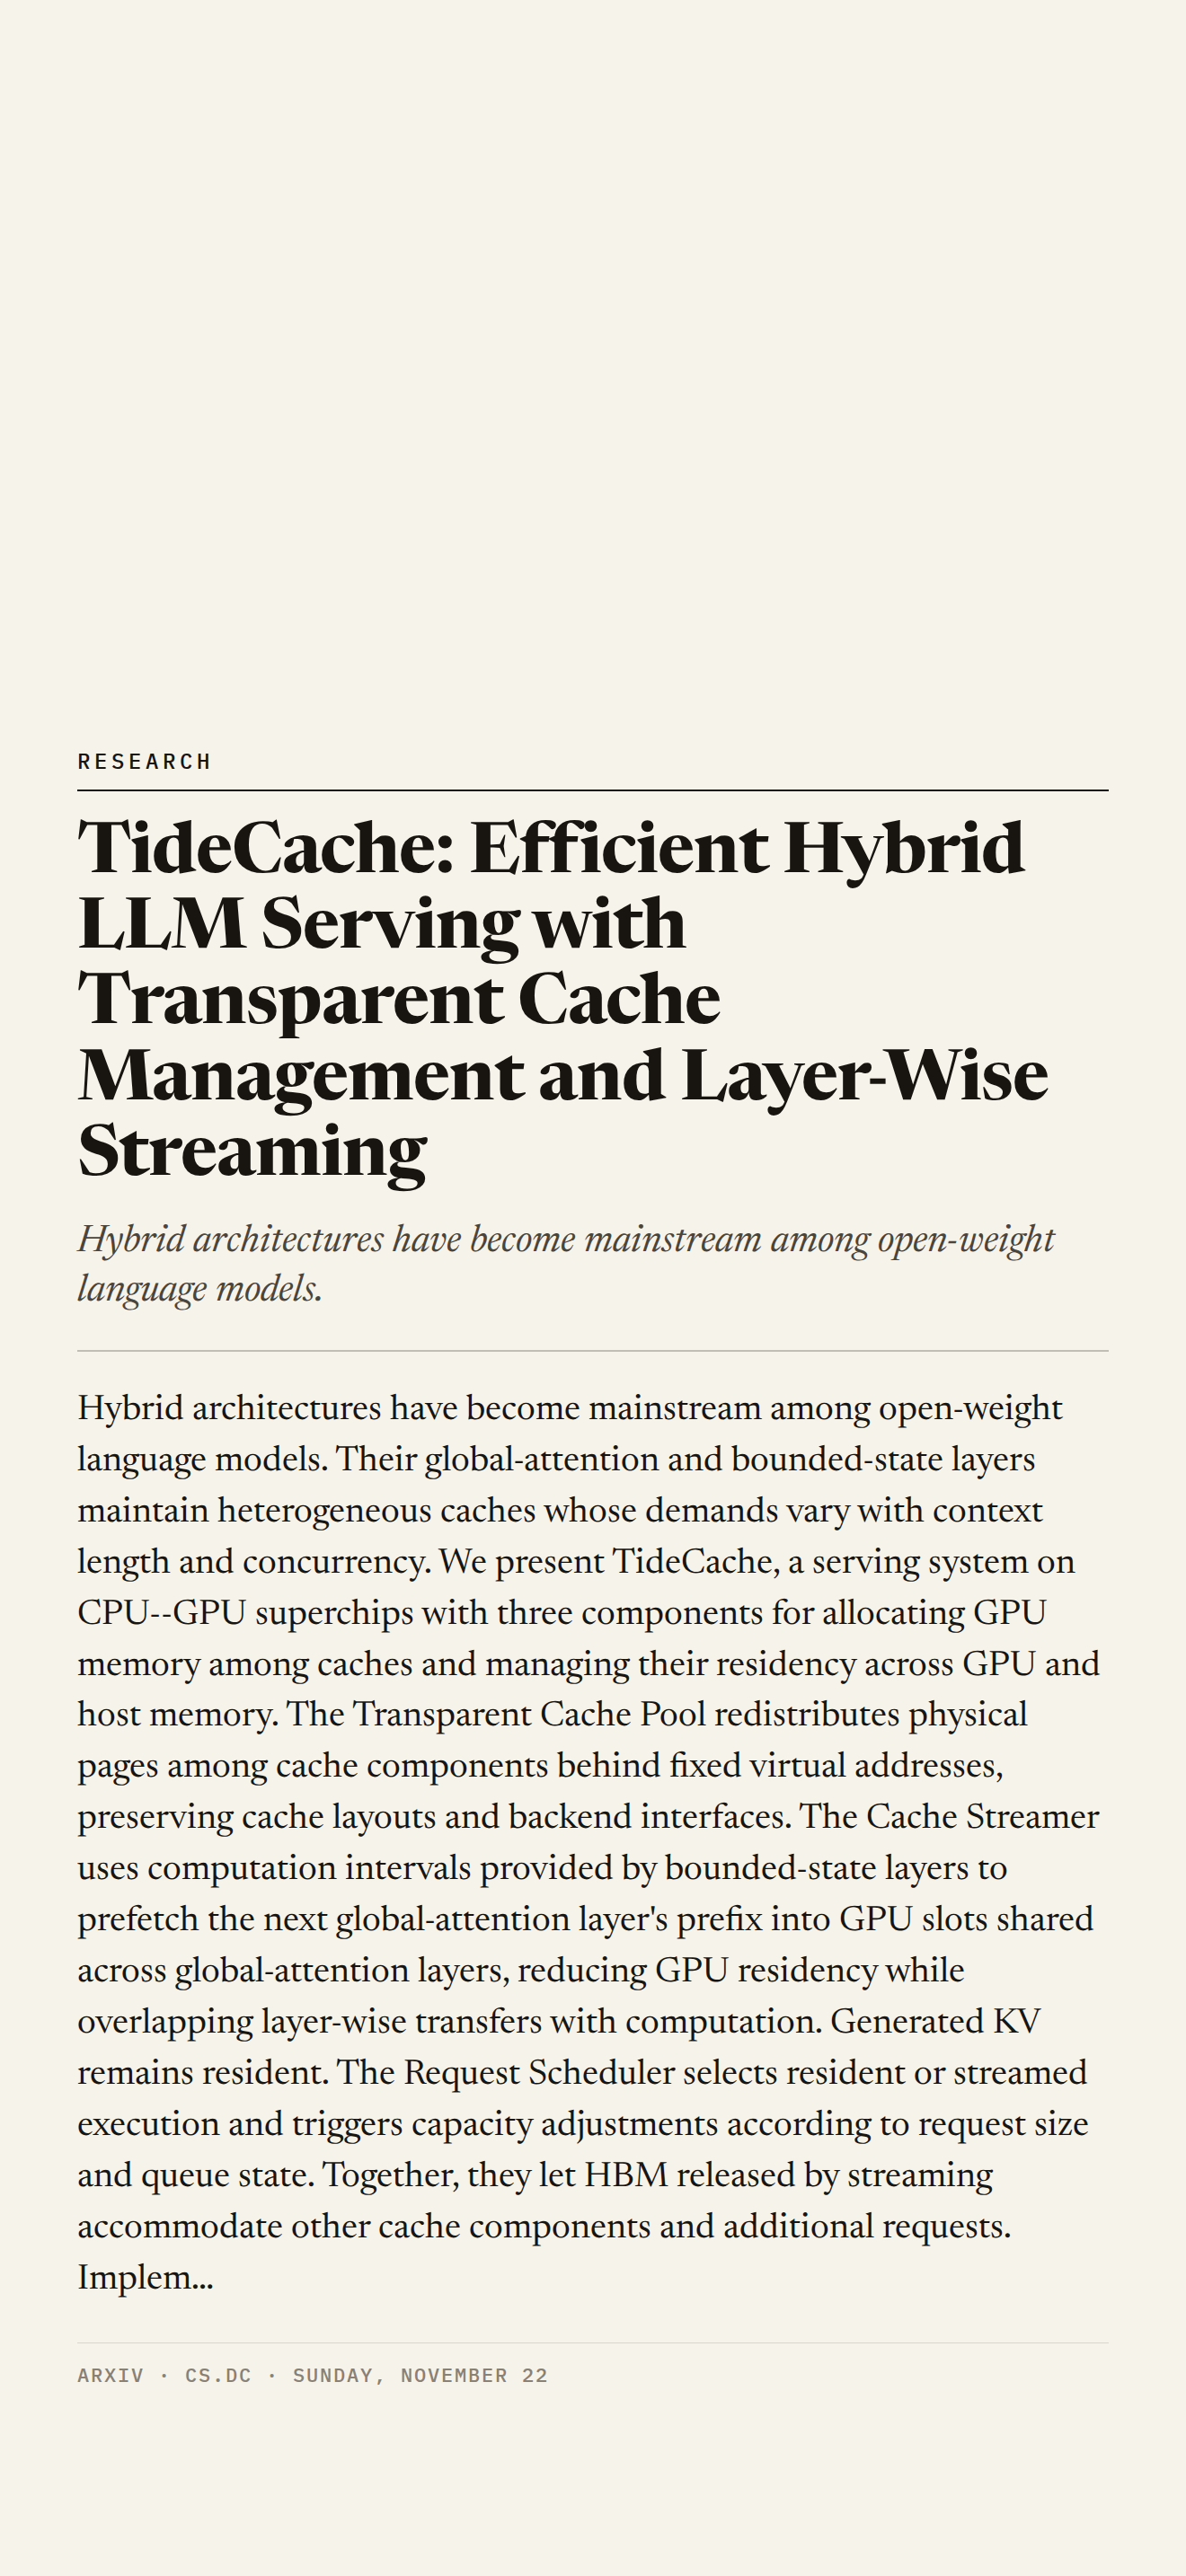 RESEARCH
TideCache: Efficient Hybrid
LLM Serving with
Transparent Cache
Management and Layer-Wise
Streaming
Hybrid architectures have become mainstream among open-weight
language models.
Hybrid architectures have become mainstream among open-weight
language models. Their global-attention and bounded-state layers
maintain heterogeneous caches whose demands vary with context
length and concurrency. We present TideCache, a serving system on
CPU--GPU superchips with three components for allocating GPU
memory among caches and managing their residency across GPU and
host memory. The Transparent Cache Pool redistributes physical
pages among cache components behind fixed virtual addresses,
preserving cache layouts and backend interfaces. The Cache Streamer
uses computation intervals provided by bounded-state layers to
prefetch the next global-attention layer's prefix into GPU slots shared
across global-attention layers, reducing GPU residency while
overlapping layer-wise transfers with computation. Generated KV
remains resident. The Request Scheduler selects resident or streamed
execution and triggers capacity adjustments according to request size
and queue state. Together, they let HBM released by streaming
accommodate other cache components and additional requests.
Implem...
ARXIV · CS.DC · SUNDAY, NOVEMBER 22